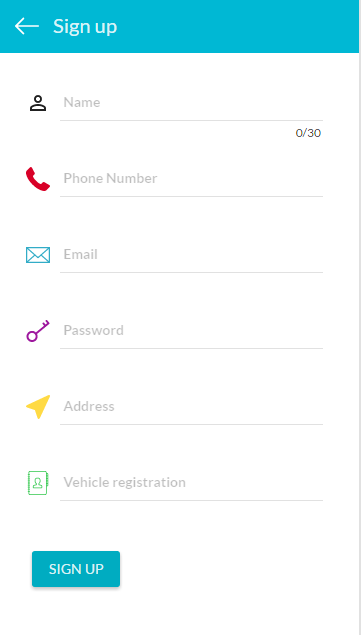 Sign up
Name
0/30
Phone Number
Email
Password
Address
Vehicle registration
SIGN UP